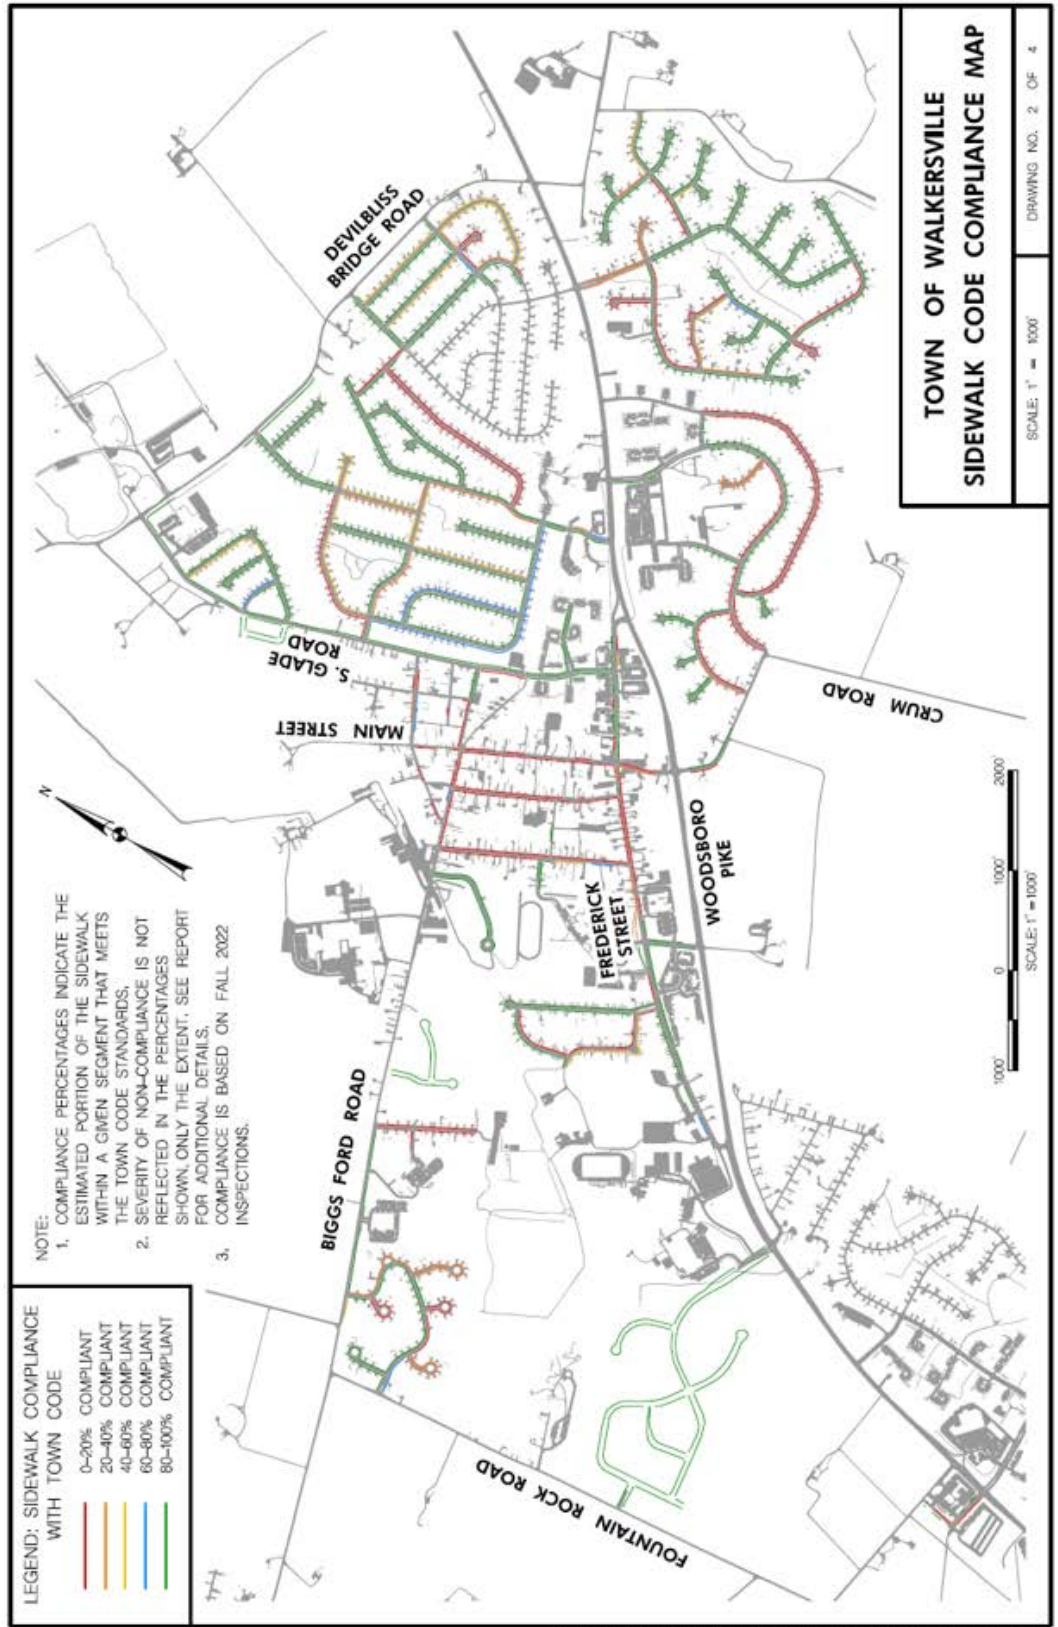 LEGEND: SIDEWALK COMPLIANCE
WITH TOWN CODE
0-20% COMPLIANT
20-40% COMPLIANT
40-60% COMPLIANT
60-80% COMPLIANT
80-100% COMPLIANT
NOTE:
1. COMPLIANCE PERCENTAGES INDICATE THE
ESTIMATED PORTION OF THE SIDEWALK
WITHIN A GIVEN SEGMENT THAT MEETS
THE TOWN CODE STANDARDS.
2. SEVERITY OF NON-COMPLIANCE IS NOT
REFLECTED IN THE PERCENTAGES
SHOWN, ONLY THE EXTENT. SEE REPORT
FOR ADDITIONAL DETAILS.
3. COMPLIANCE IS BASED ON FALL 2022
INSPECTIONS.
N
DEVILBLISS
BRIDGE ROAD
S. GLADE
ROAD
MAIN STREET
BIGGS FORD ROAD
FREDERICK
STREET
WOODSBORO
PIKE
CRUM ROAD
FOUNTAIN ROCK ROAD
1000' 0 1000' 2000'
SCALE: 1"=1000'
TOWN OF WALKERSVILLE
SIDEWALK CODE COMPLIANCE MAP
SCALE: 1" = 1000'
DRAWING NO. 2 OF 4